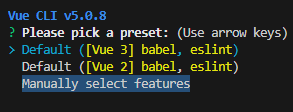 Vue CLI v5.0.8
? Please pick a preset: (Use arrow keys)
> Default ([Vue 3] babel, eslint)
Default ([Vue 2] babel, eslint)
Manually select features